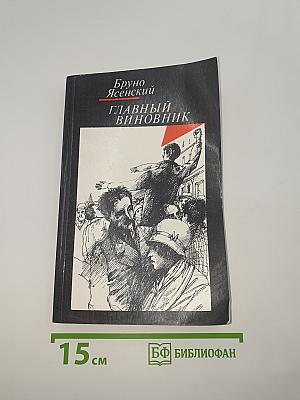 Бруно
Ясенский
ГЛАВНЫЙ
ВИНОВНИК
15 см
БФ БИБЛИОФАН